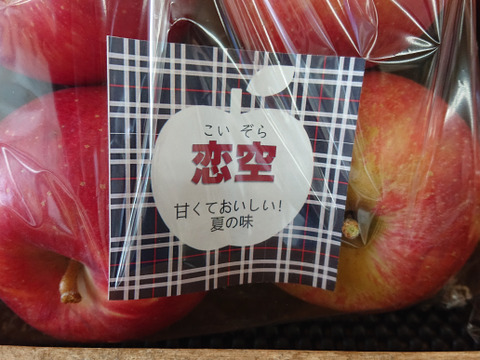 こい ぞら
恋空
甘くておいしい!
夏の味